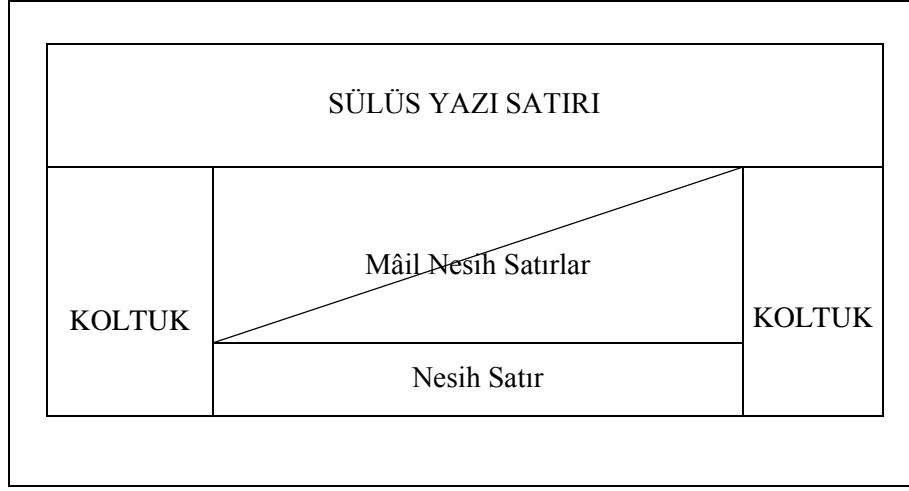 SÜLÜS YAZI SATIRI
Mâil Nesih Satırlar
KOLTUK
KOLTUK
Nesih Satır